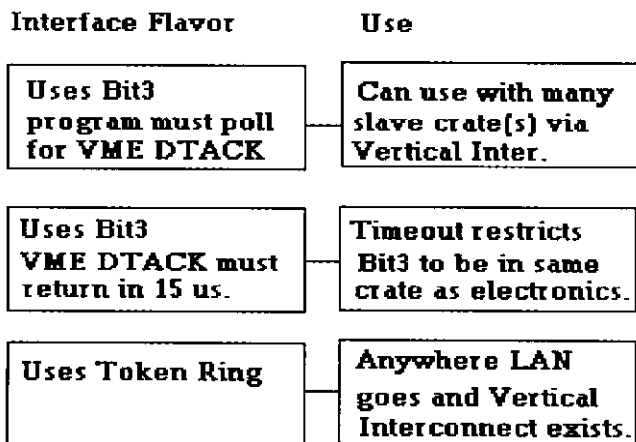 Interface Flavor
Use
Uses Bit3
program must poll
for VME DTACK
Can use with many
slave crate(s) via
Vertical Inter.
Uses Bit3
VME DTACK must
return in 15 us.
Timeout restricts
Bit3 to be in same
crate as electronics.
Uses Token Ring
Anywhere LAN
goes and Vertical
Interconnect exists.